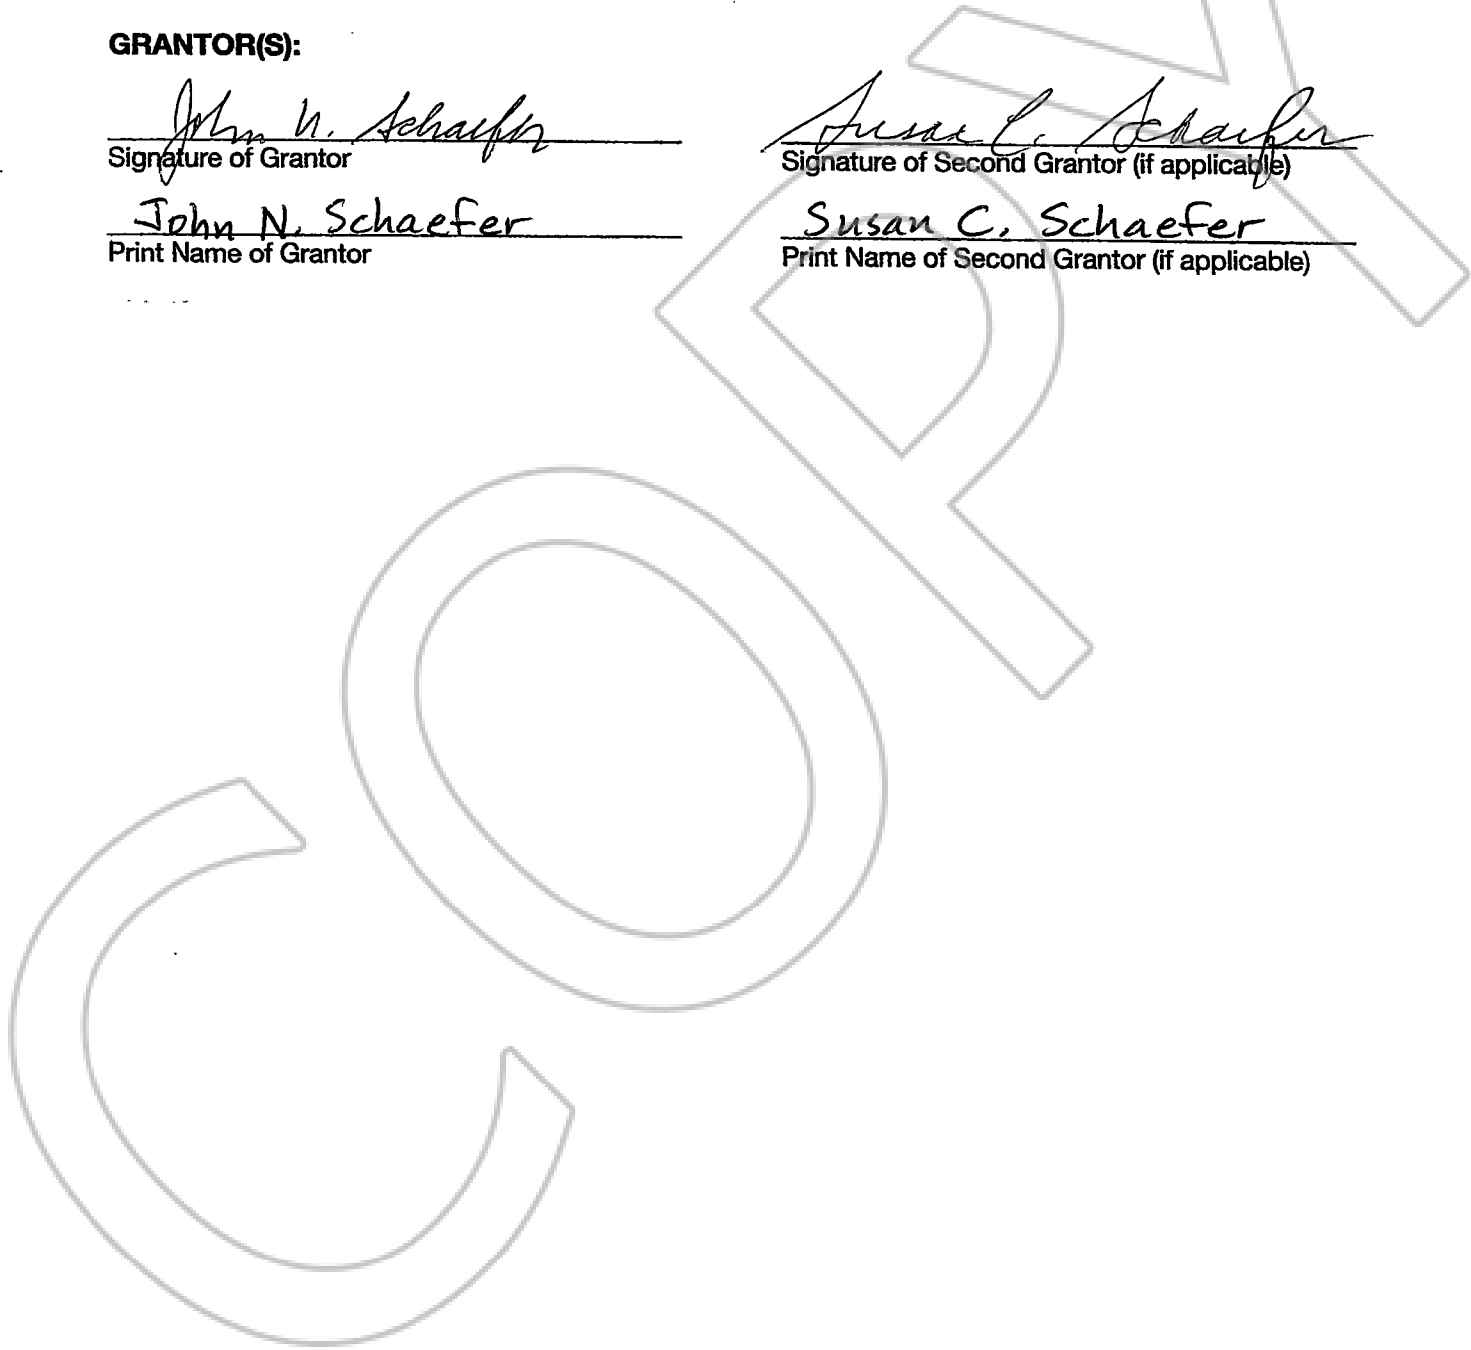 GRANTOR(S):
John N. Schaefer Susan C. Schaefer
Signature of Grantor Signature of Second Grantor (if applicable)
John N. Schaefer Susan C. Schaefer
Print Name of Grantor Print Name of Second Grantor (if applicable)
COPY